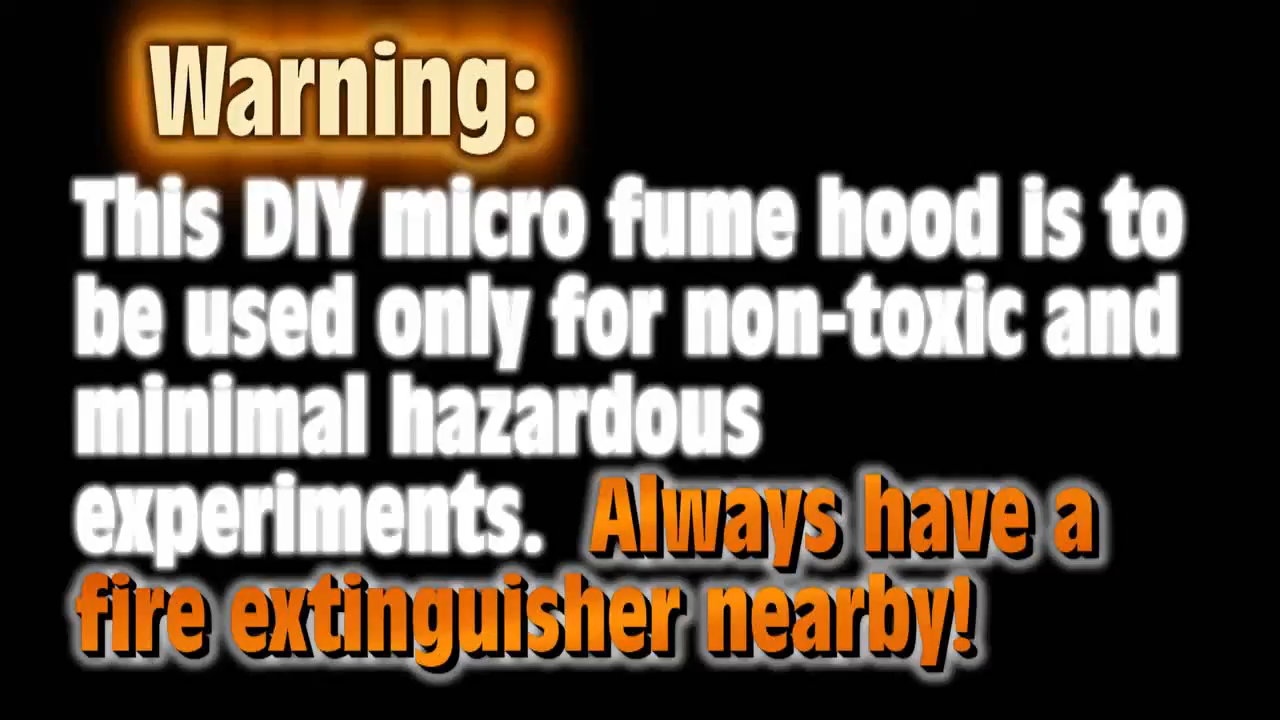 Warning:
This DIY micro fume hood is to
be used only for non-toxic and
minimal hazardous
experiments. Always have a
fire extinguisher nearby!